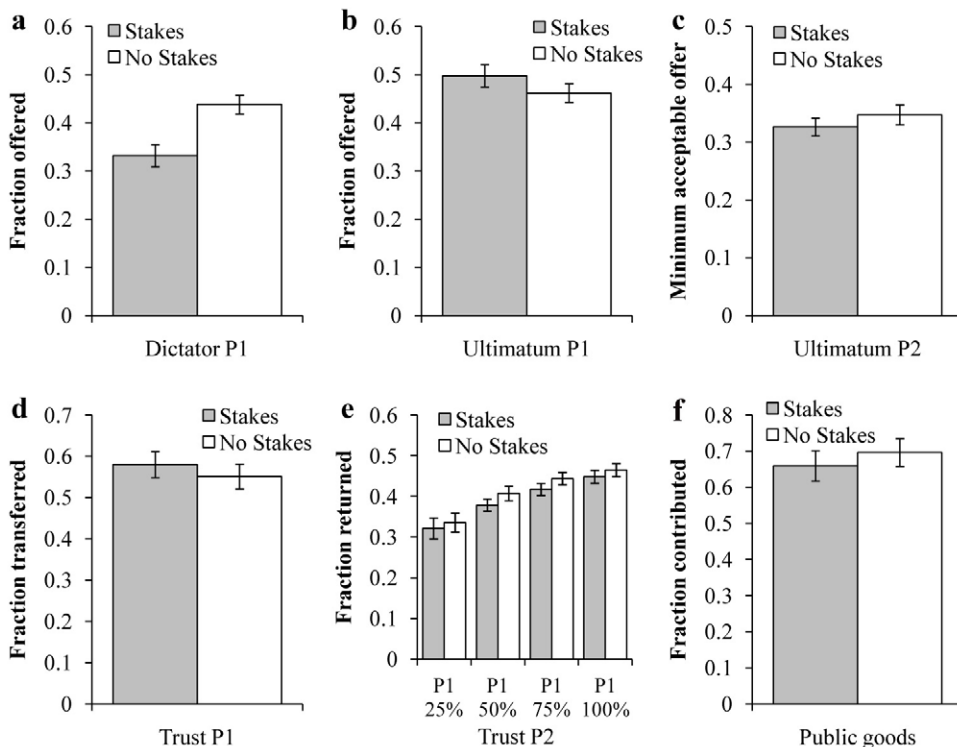 a
Fraction offered
0.6
0.5
0.4
0.3
0.2
0.1
0
Stakes
No Stakes
Dictator P1
b
Fraction offered
0.6
0.5
0.4
0.3
0.2
0.1
0
Stakes
No Stakes
Ultimatum P1
c
Minimum acceptable offer
0.5
0.4
0.3
0.2
0.1
0
Stakes
No Stakes
Ultimatum P2
d
Fraction transferred
0.7
0.6
0.5
0.4
0.3
0.2
0.1
0
Stakes
No Stakes
Trust P1
e
Fraction returned
0.6
0.5
0.4
0.3
0.2
0.1
0
Stakes
No Stakes
P1 P1 P1 P1
25% 50% 75% 100%
Trust P2
f
Fraction contributed
0.8
0.7
0.6
0.5
0.4
0.3
0.2
0.1
0
Stakes
No Stakes
Public goods